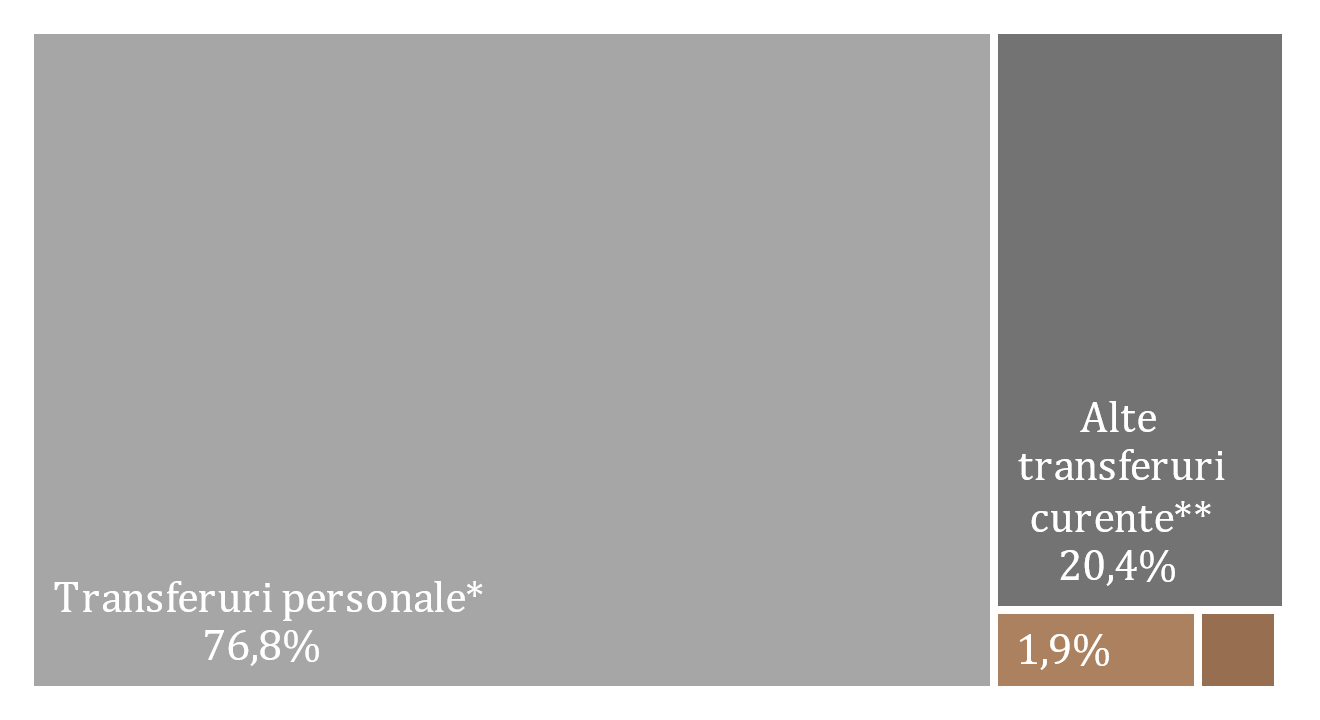 Transferuri personale*
76,8%
Alte
transferuri
curente**
20,4%
1,9%